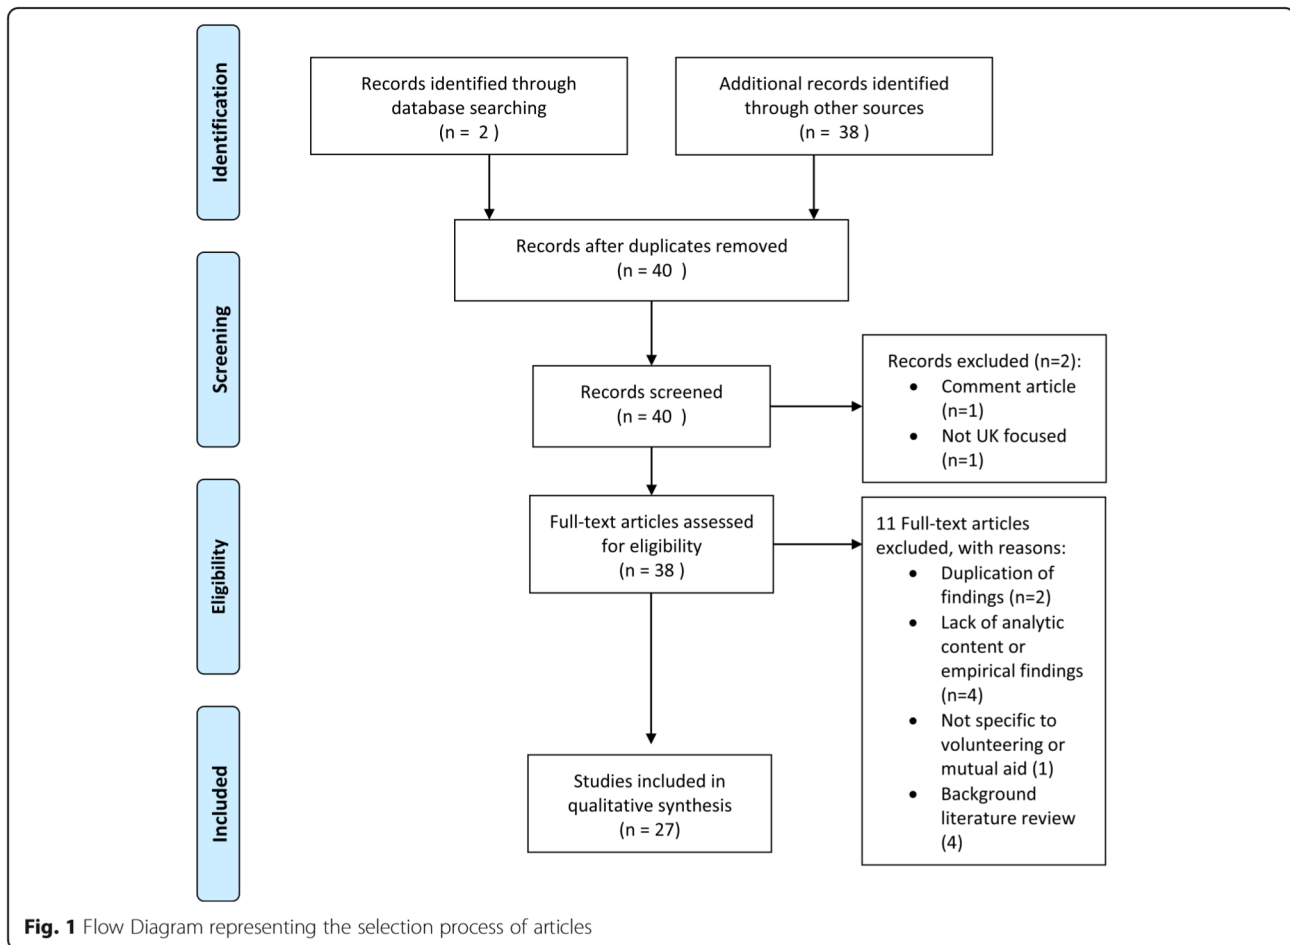 Identification
Records identified through
database searching
(n = 2 )
Additional records identified
through other sources
(n = 38 )
Records after duplicates removed
(n = 40 )
Screening
Records screened
(n = 40 )
Records excluded (n=2):
• Comment article
(n=1)
• Not UK focused
(n=1)
Eligibility
Full-text articles assessed
for eligibility
(n = 38 )
11 Full-text articles
excluded, with reasons:
• Duplication of
findings (n=2)
• Lack of analytic
content or
empirical findings
(n=4)
• Not specific to
volunteering or
mutual aid (1)
• Background
literature review
(4)
Included
Studies included in
qualitative synthesis
(n = 27)
Fig. 1 Flow Diagram representing the selection process of articles